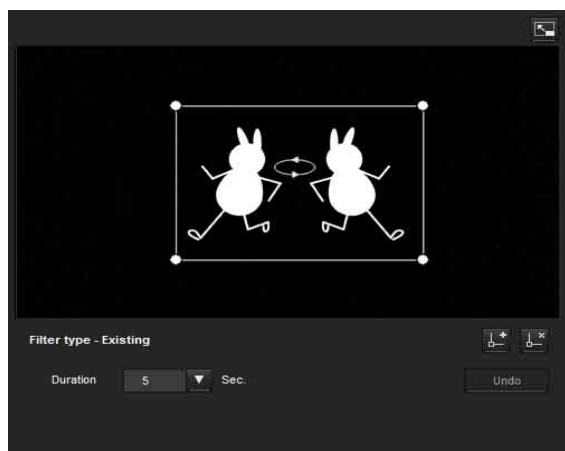 Filter type - Existing
Duration 5 Sec.
Undo